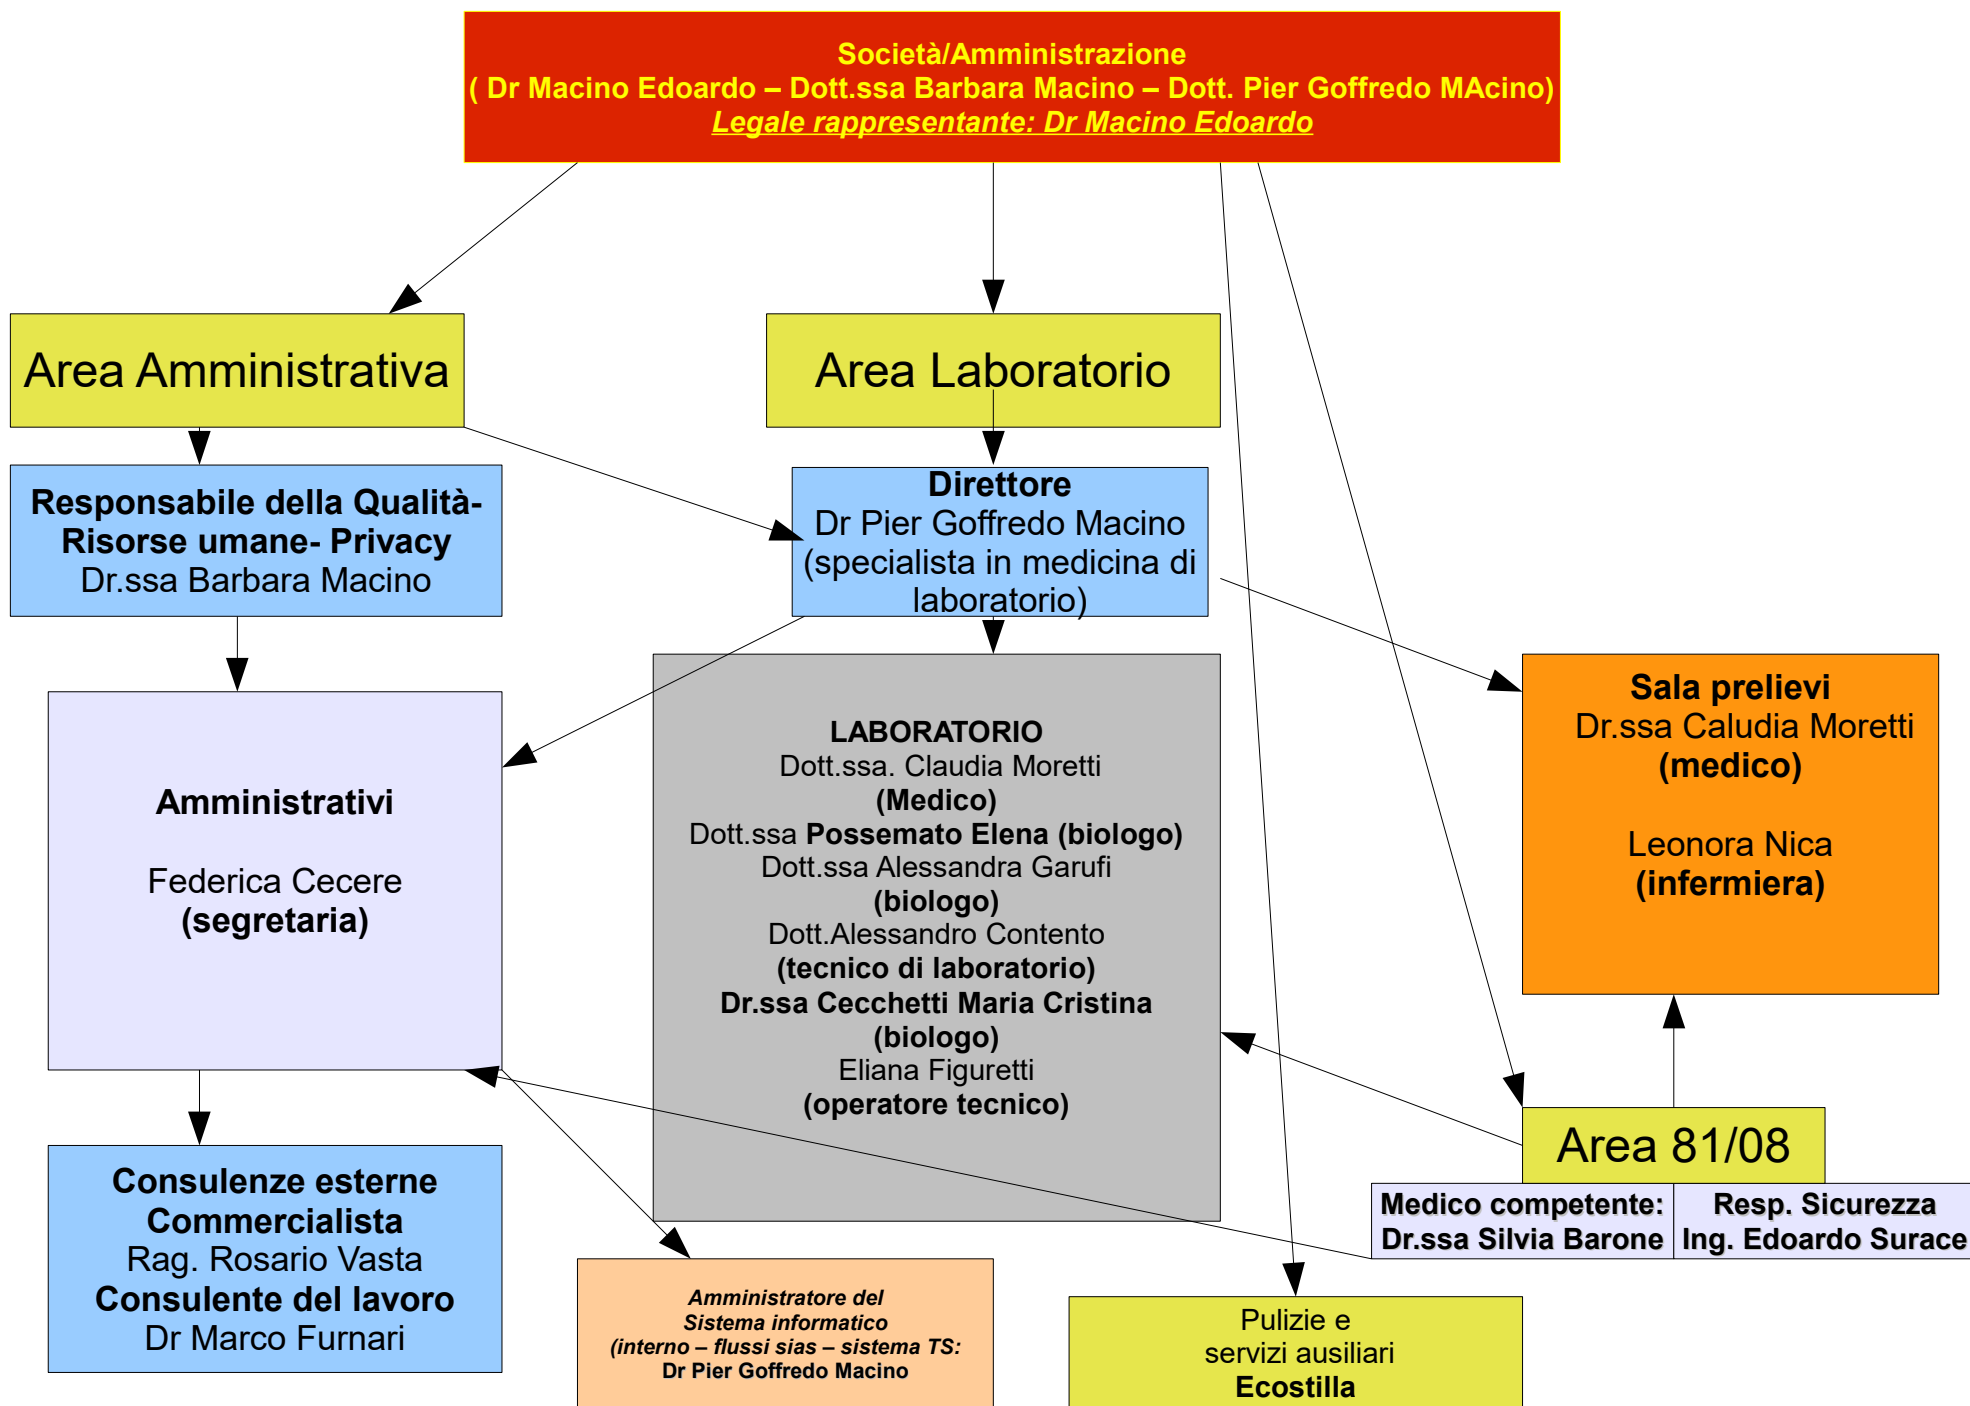 Società/Amministrazione
( Dr Macino Edoardo – Dott.ssa Barbara Macino – Dott. Pier Goffredo MAcino)
Legale rappresentante: Dr Macino Edoardo
Area Amministrativa
Area Laboratorio
Responsabile della Qualità-
Risorse umane- Privacy
Dr.ssa Barbara Macino
Direttore
Dr Pier Goffredo Macino
(specialista in medicina di
laboratorio)
Amministrativi
Federica Cecere
(segretaria)
LABORATORIO
Dott.ssa. Claudia Moretti
(Medico)
Dott.ssa Possemato Elena (biologo)
Dott.ssa Alessandra Garufi
(biologo)
Dott.Alessandro Contento
(tecnico di laboratorio)
Dr.ssa Cecchetti Maria Cristina
(biologo)
Eliana Figuretti
(operatore tecnico)
Sala prelievi
Dr.ssa Caludia Moretti
(medico)
Leonora Nica
(infermiera)
Area 81/08
Medico competente:
Dr.ssa Silvia Barone
Resp. Sicurezza
Ing. Edoardo Surace
Consulenze esterne
Commercialista
Rag. Rosario Vasta
Consulente del lavoro
Dr Marco Furnari
Amministratore del
Sistema informatico
(interno – flussi sias – sistema TS:
Dr Pier Goffredo Macino
Pulizie e
servizi ausiliari
Ecostilla